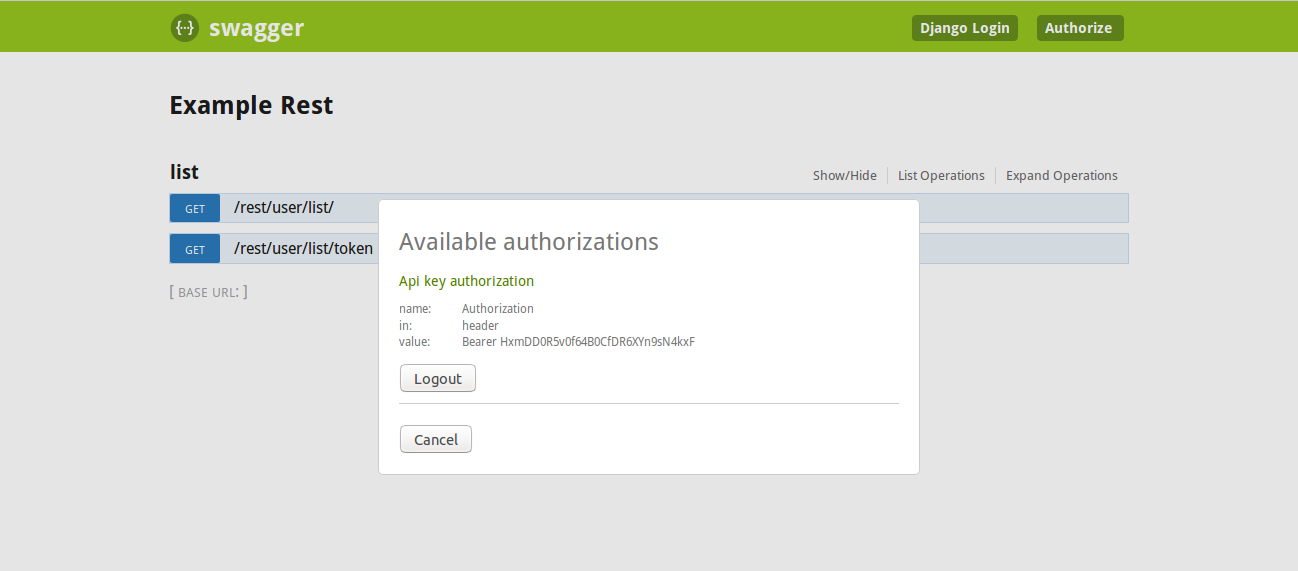 {···} swagger Django Login Authorize
Example Rest
list Show/Hide List Operations Expand Operations
GET /rest/user/list/
GET /rest/user/list/token
[ BASE URL: ]
Available authorizations
Api key authorization
name: Authorization
in: header
value: Bearer HxmDD0R5v0f64B0CfDR6XYn9sN4kxF
Logout
Cancel